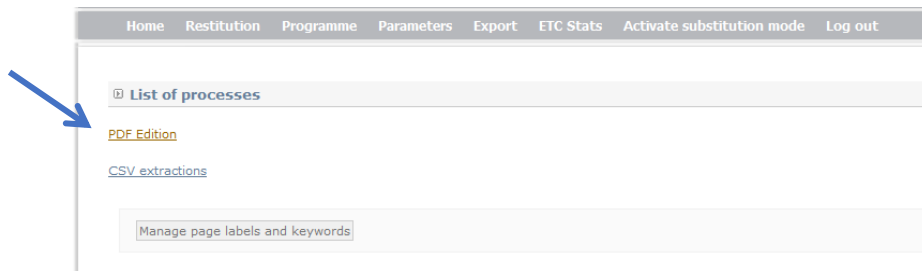 Home Restitution Programme Parameters Export ETC Stats Activate substitution mode Log out
List of processes
PDF Edition
CSV extractions
Manage page labels and keywords